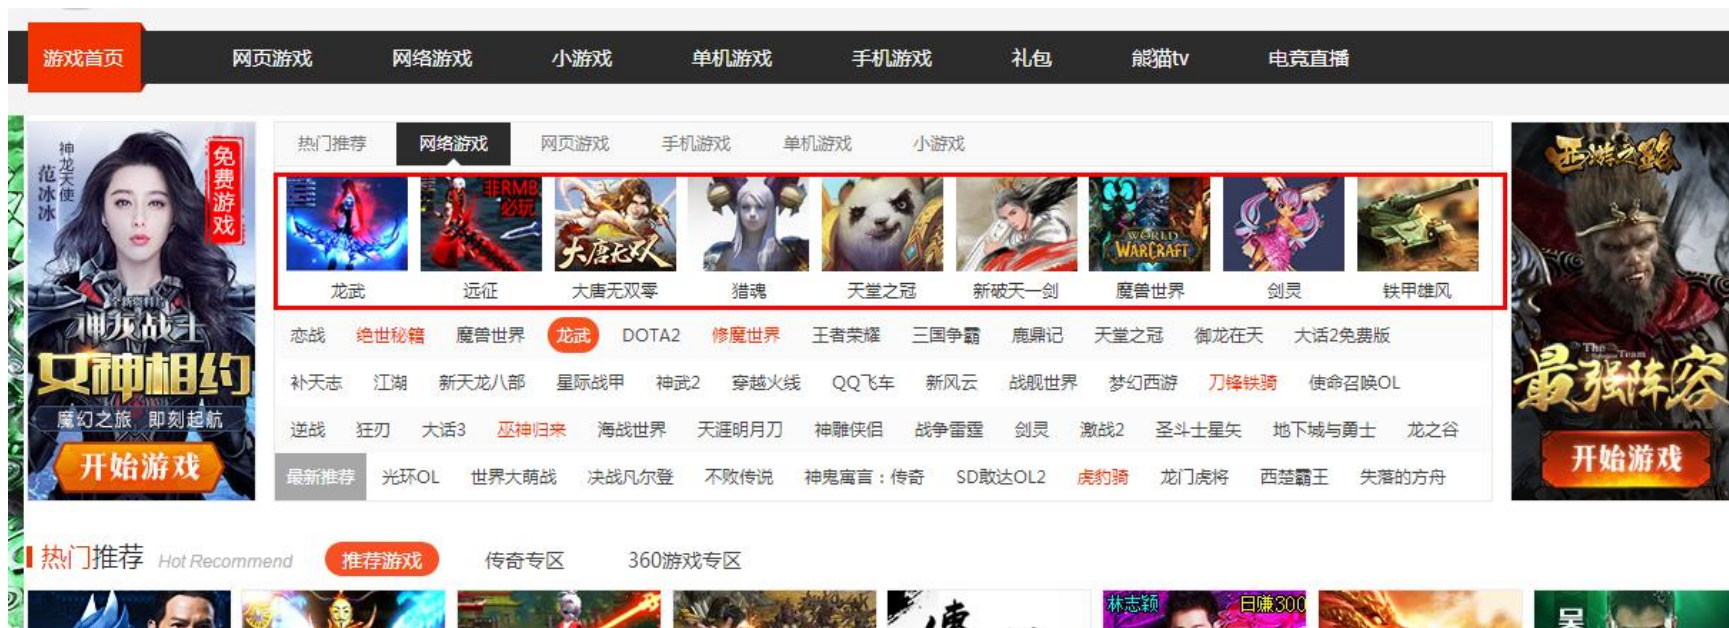 游戏首页 网页游戏 网络游戏 小游戏 单机游戏 手机游戏 礼包 熊猫tv 电竞直播
神龙天使
范冰冰
免费游戏
全新资料片
神龙战士
女神相约
魔幻之旅 即刻起航
开始游戏
热门推荐 网络游戏 网页游戏 手机游戏 单机游戏 小游戏
非RMB
必玩
大唐无双
WORLD
WARCRAFT
龙武 远征 大唐无双零 猎魂 天堂之冠 新破天一剑 魔兽世界 剑灵 铁甲雄风
恋战 绝世秘籍 魔兽世界 龙武 DOTA2 修魔世界 王者荣耀 三国争霸 鹿鼎记 天堂之冠 御龙在天 大话2免费版
补天志 江湖 新天龙八部 星际战甲 神武2 穿越火线 QQ飞车 新风云 战舰世界 梦幻西游 刀锋铁骑 使命召唤OL
逆战 狂刃 大话3 巫神归来 海战世界 天涯明月刀 神雕侠侣 战争雷霆 剑灵 激战2 圣斗士星矢 地下城与勇士 龙之谷
最新推荐 光环OL 世界大萌战 决战凡尔登 不败传说 神鬼寓言：传奇 SD敢达OL2 虎豹骑 龙门虎将 西楚霸王 失落的方舟
西游之路
The Team
最强阵容
开始游戏
热门推荐 Hot Recommend 推荐游戏 传奇专区 360游戏专区
林志颖 日赚300